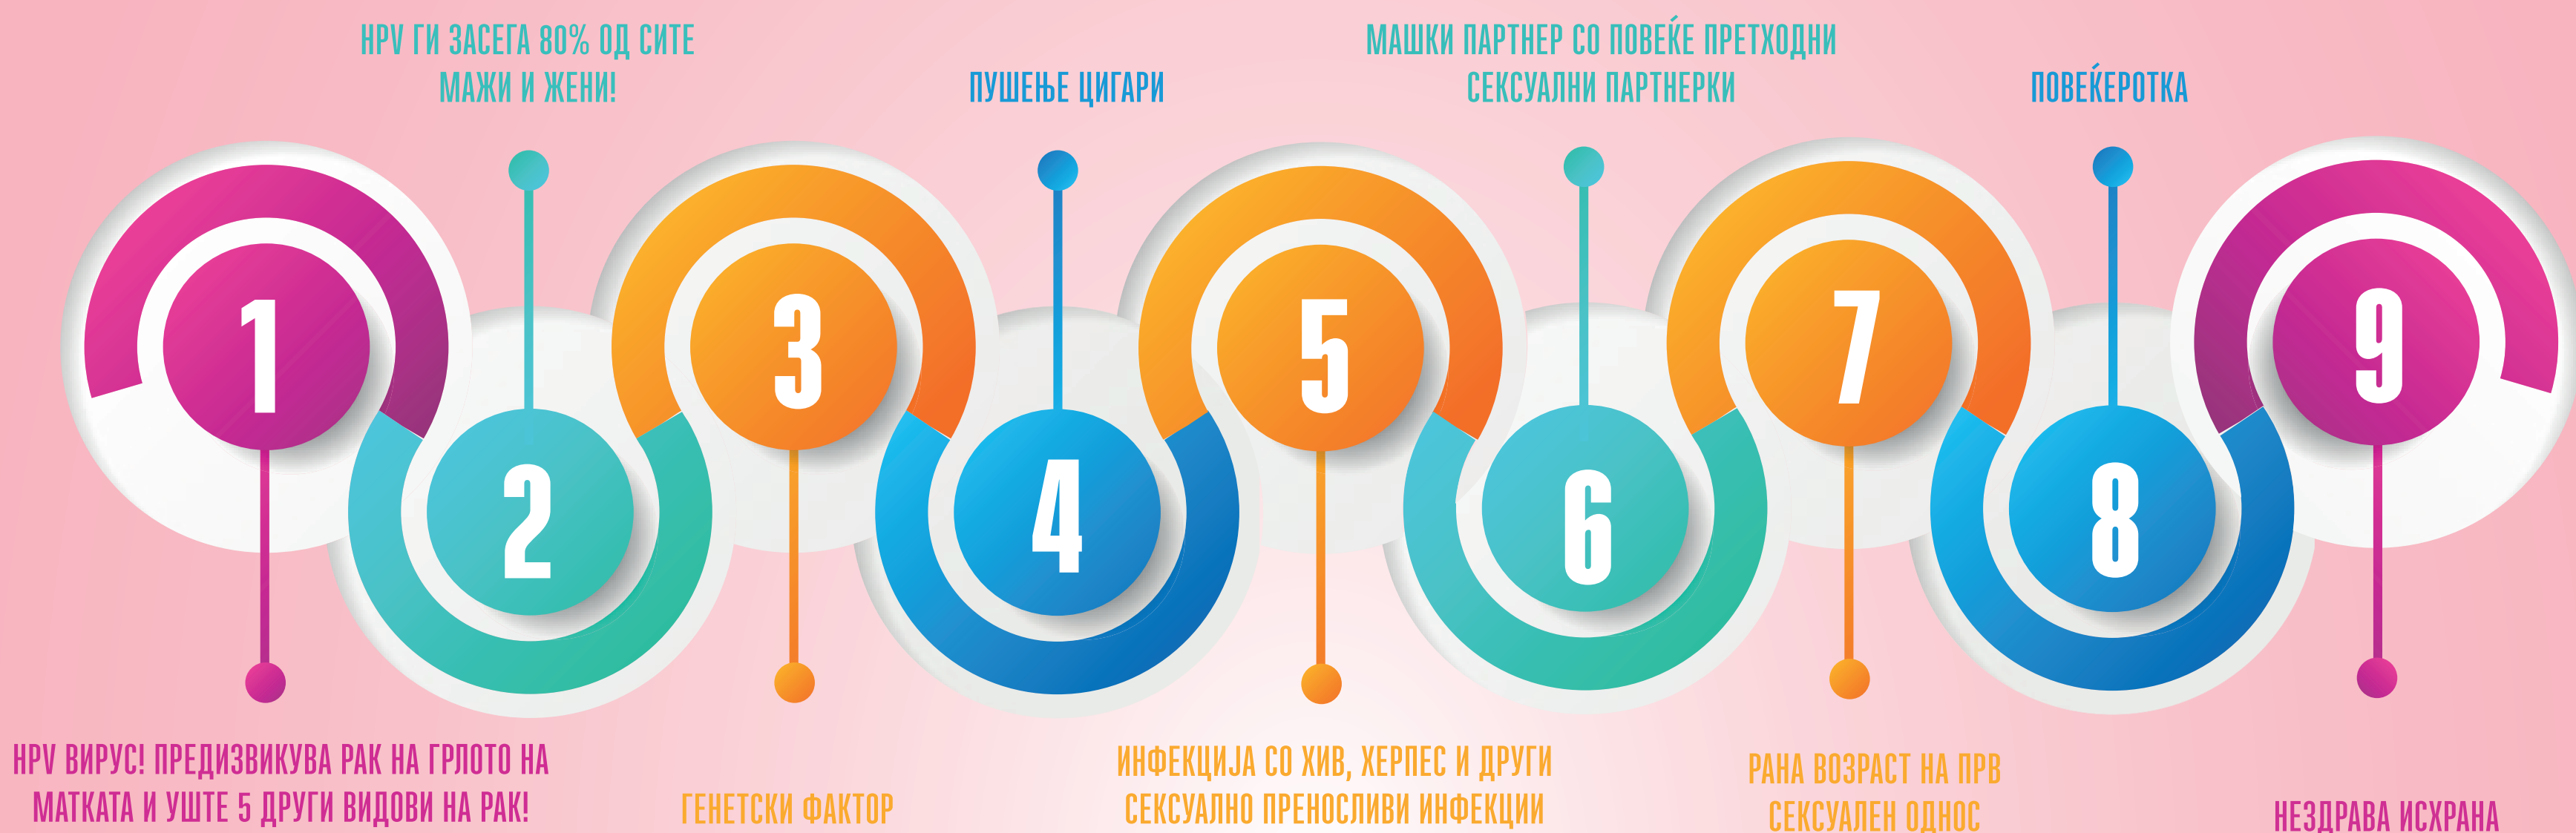 1
HPV ВИРУС! ПРЕДИЗВИКУВА РАК НА ГРЛОТО НА
МАТКАТА И УШТЕ 5 ДРУГИ ВИДОВИ НА РАК!
2
HPV ГИ ЗАСЕГА 80% ОД СИТЕ
МАЖИ И ЖЕНИ!
3
ГЕНЕТСКИ ФАКТОР
4
ПУШЕЊЕ ЦИГАРИ
5
ИНФЕКЦИЈА СО ХИВ, ХЕРПЕС И ДРУГИ
СЕКСУАЛНО ПРЕНОСЛИВИ ИНФЕКЦИИ
6
МАШКИ ПАРТНЕР СО ПОВЕЌЕ ПРЕТХОДНИ
СЕКСУАЛНИ ПАРТНЕРКИ
7
РАНА ВОЗРАСТ НА ПРВ
СЕКСУАЛЕН ОДНОС
8
ПОВЕЌЕРОТКА
9
НЕЗДРАВА ИСХРАНА